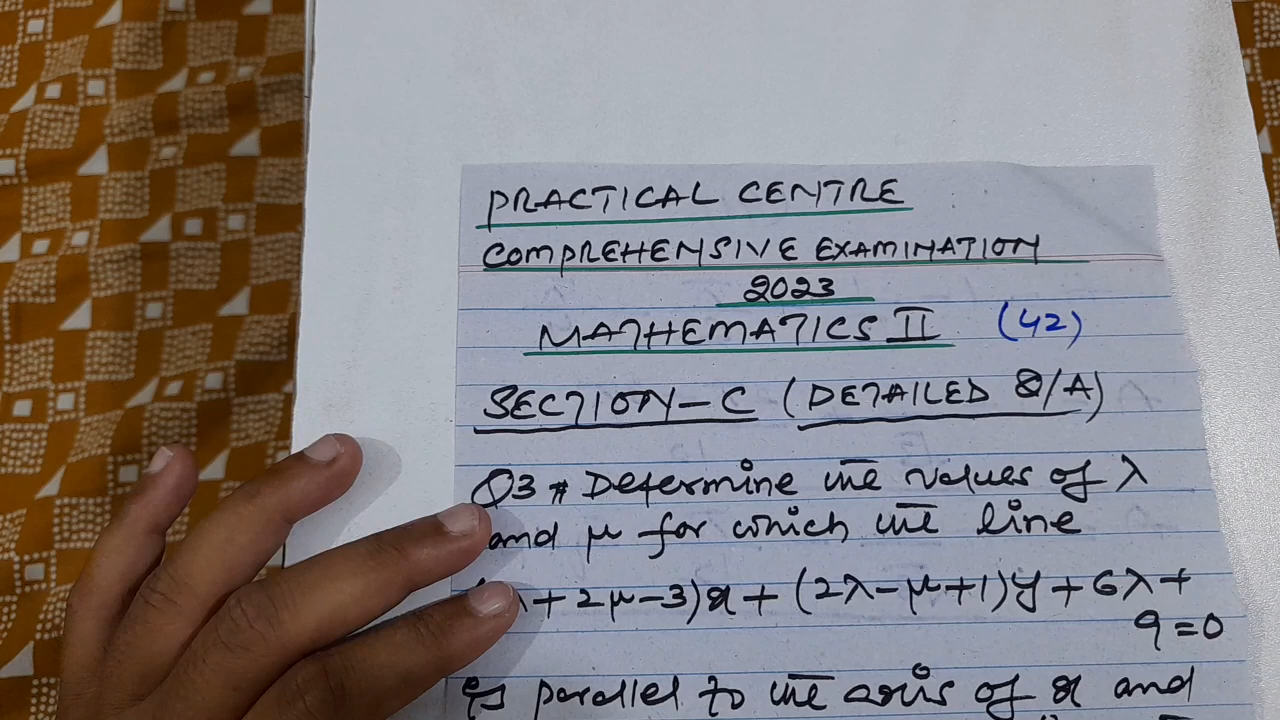 PRACTICAL CENTRE
COMPREHENSIVE EXAMINATION
2023
MATHEMATICS II (42)
SECTION-C (DETAILED Q/A)
Q3 # Determine the values of λ
and μ for which the line
λ+2μ-3)x + (2λ-μ+1)y + 6λ+
9=0
is parallel to the axis of x and